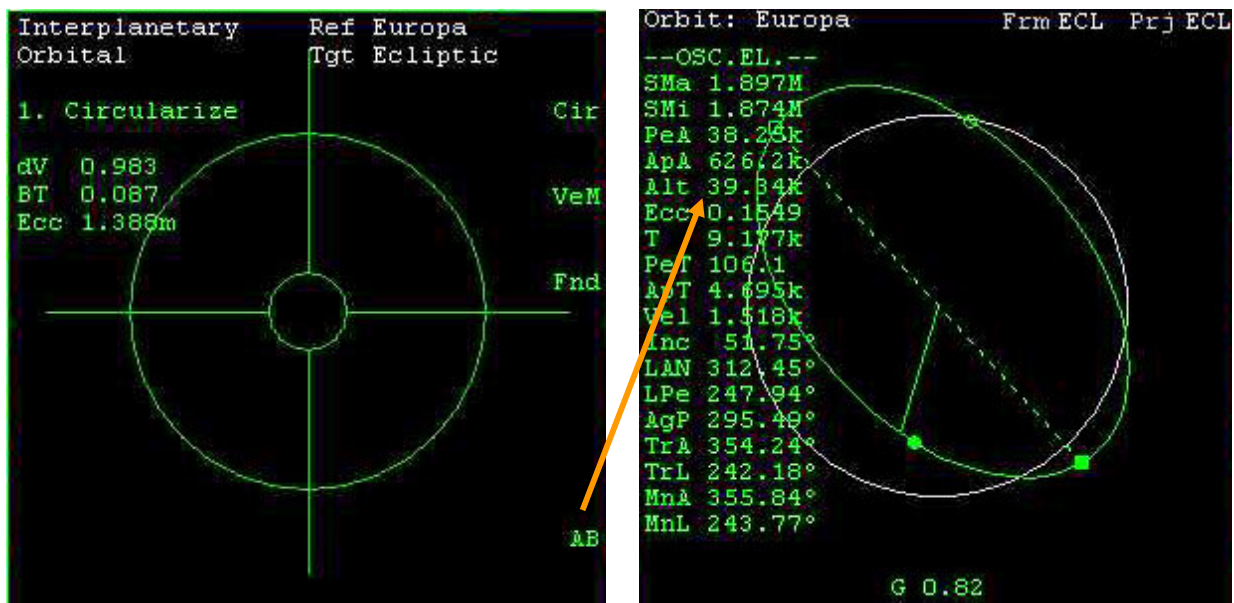 Interplanetary Ref Europa
Orbital Tgt Ecliptic
1. Circularize Cir
dV 0.983
BT 0.087 VeM
Ecc 1.388m
Fnd
AB
Orbit: Europa Frm ECL Prj ECL
--OSC.EL.--
SMa 1.897M
SMi 1.874M
PeA 38.25k
ApA 626.2k
Alt 39.34k
Ecc 0.1549
T 9.177k
PeT 106.1
ApT 4.695k
Vel 1.518k
Inc 51.75°
LAN 312.45°
LPe 247.94°
AgP 295.49°
TrA 354.24°
TrL 242.18°
MnA 355.84°
MnL 243.77°
G 0.82